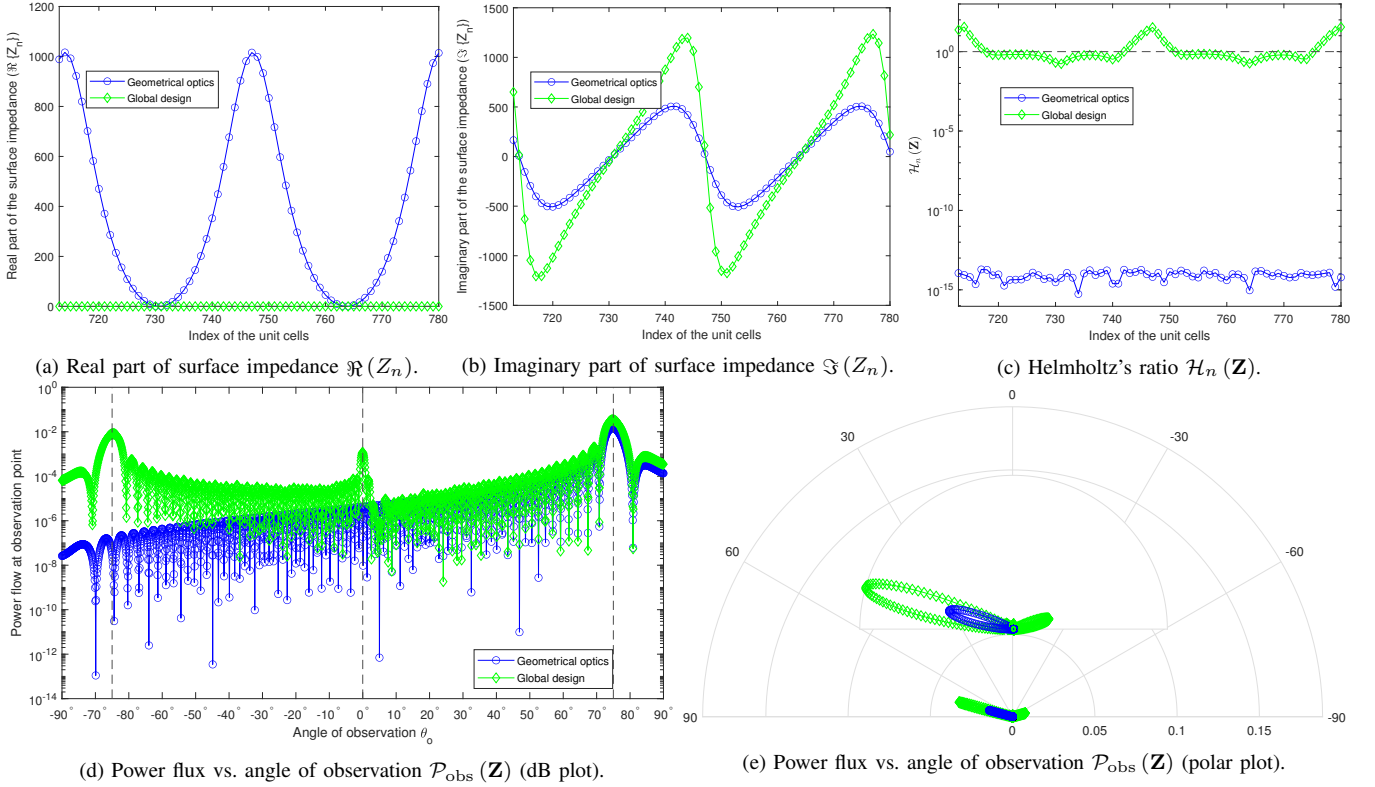 1200
1000
800
600
400
200
0
Real part of the surface impedance (ℜ {Z_n})
Geometrical optics
Global design
720 730 740 750 760 770 780
Index of the unit cells
(a) Real part of surface impedance ℜ (Z_n).
1500
1000
500
0
-500
-1000
-1500
Imaginary part of the surface impedance (ℑ {Z_n})
Geometrical optics
Global design
720 730 740 750 760 770 780
Index of the unit cells
(b) Imaginary part of surface impedance ℑ (Z_n).
10^0
10^-5
10^-10
10^-15
ℋ_n (Z)
Geometrical optics
Global design
720 730 740 750 760 770 780
Index of the unit cells
(c) Helmholtz's ratio ℋ_n (Z).
10^0
10^-2
10^-4
10^-6
10^-8
10^-10
10^-12
10^-14
Power flow at observation point
Geometrical optics
Global design
-90° -80° -70° -60° -50° -40° -30° -20° -10° 0° 10° 20° 30° 40° 50° 60° 70° 80° 90°
Angle of observation θ_o
(d) Power flux vs. angle of observation 𝒫_obs (Z) (dB plot).
0
30 -30
60 -60
90 -90
0 0.05 0.1 0.15
(e) Power flux vs. angle of observation 𝒫_obs (Z) (polar plot).